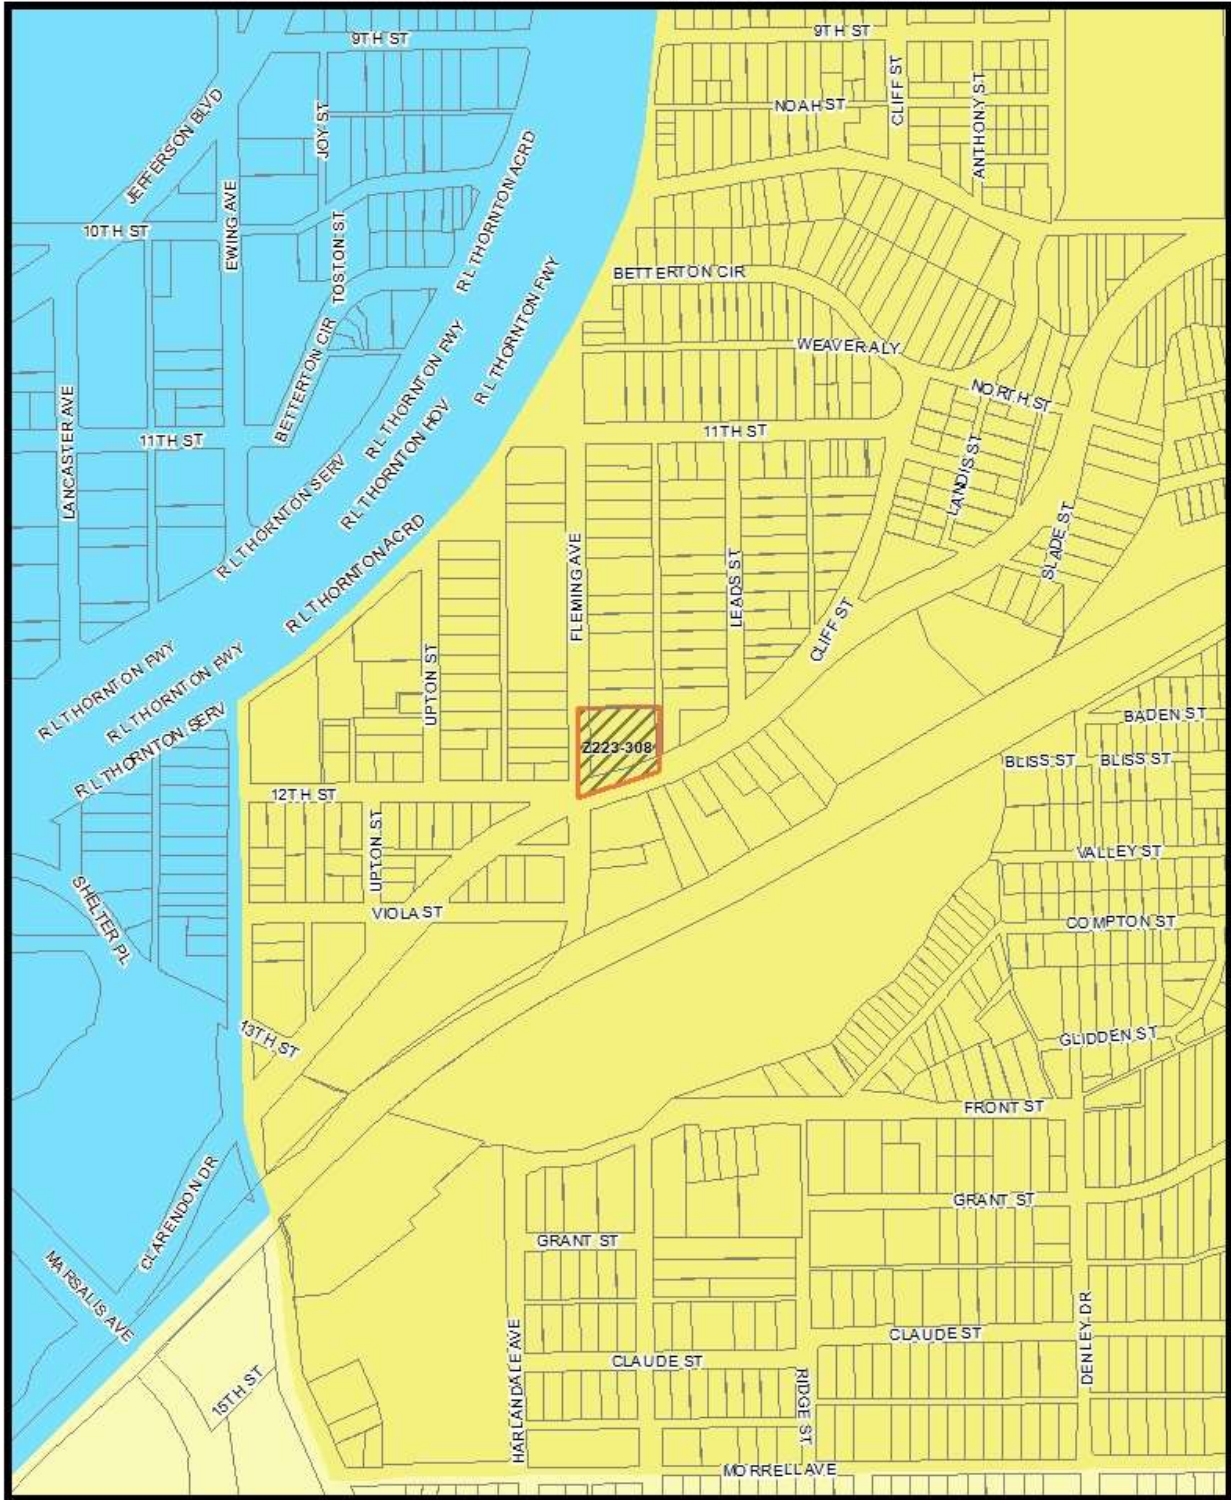 9TH ST
9TH ST
JEFFERSON BLVD
JOY ST
NOAH ST
CLIFF ST
ANTHONY ST
10TH ST
EWING AVE
TOSTON ST
R L THORNTON ACRD
BETTERTON CIR
R L THORNTON FWY
BETTERTON CIR
R L THORNTON FWY
WEAVER ALY
NORTH ST
LANCASTER AVE
11TH ST
R L THORNTON HOV
11TH ST
LANDIS ST
R L THORNTON SERV
R L THORNTON ACRD
FLEMING AVE
LEADS ST
SLADE ST
CLIFF ST
UPTON ST
R L THORNTON FWY
R L THORNTON FWY
R L THORNTON SERV
Z223-308
BADEN ST
BLISS ST
BLISS ST
12TH ST
UPTON ST
VALLEY ST
SHELTER PL
VIOLA ST
COMPTON ST
13TH ST
GLIDDEN ST
FRONT ST
CLARENDON DR
GRANT ST
GRANT ST
MARSALIS AVE
HARLANDALE AVE
CLAUDE ST
DENLEY DR
CLAUDE ST
15TH ST
RIDGE ST
MORRELL AVE